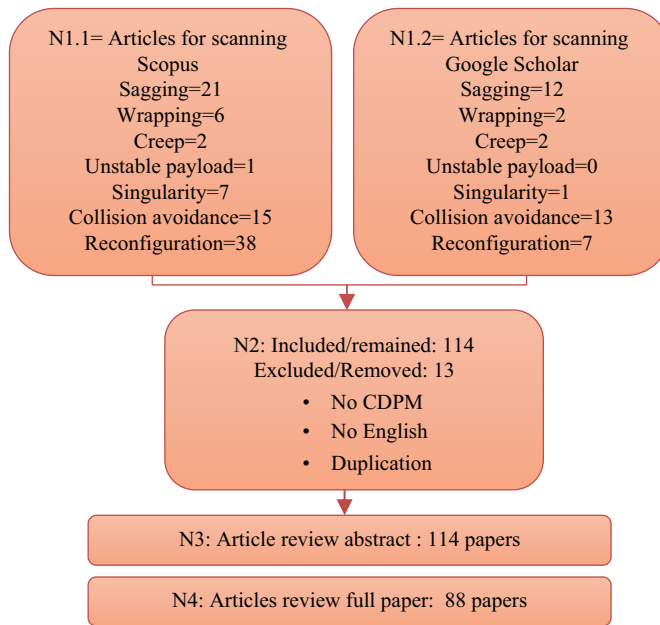 N1.1= Articles for scanning
Scopus
Sagging=21
Wrapping=6
Creep=2
Unstable payload=1
Singularity=7
Collision avoidance=15
Reconfiguration=38
N1.2= Articles for scanning
Google Scholar
Sagging=12
Wrapping=2
Creep=2
Unstable payload=0
Singularity=1
Collision avoidance=13
Reconfiguration=7
N2: Included/remained: 114
Excluded/Removed: 13
• No CDPM
• No English
• Duplication
N3: Article review abstract : 114 papers
N4: Articles review full paper: 88 papers